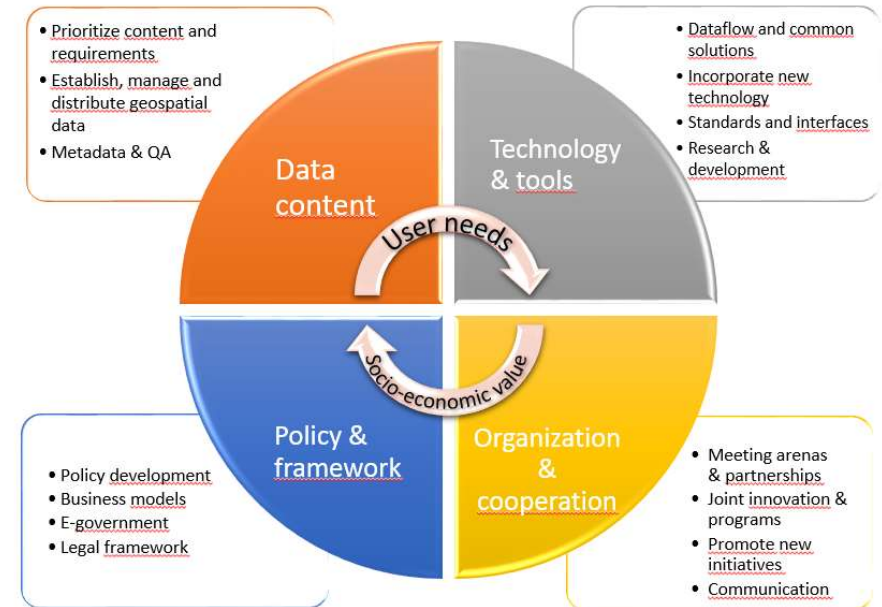 • Prioritize content and
requirements
• Establish, manage and
distribute geospatial
data
• Metadata & QA
• Dataflow and common
solutions
• Incorporate new
technology
• Standards and interfaces
• Research &
development
Data
content
Technology
& tools
User needs
Socio-economic value
Policy &
framework
Organization
&
cooperation
• Policy development
• Business models
• E-government
• Legal framework
• Meeting arenas
& partnerships
• Joint innovation &
programs
• Promote new
initiatives
• Communication